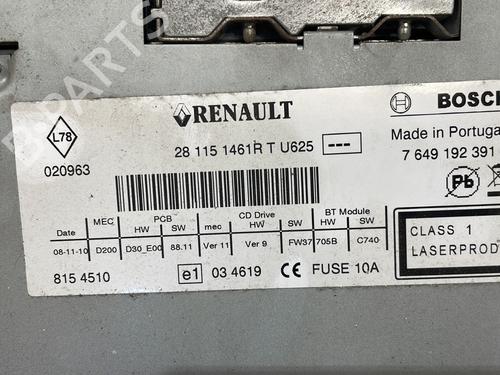 B-PARTS
RENAULT
BOSCH
L78
28 115 1461R T U625 ---
Made in Portugal
020963
7 649 192 391
Pb
Date MEC PCB HW SW mec CD Drive HW SW BT Module HW SW
08-11-10 D200 D30_E00 88.11 Ver 11 Ver 9 FW37 705B C740
CLASS 1
LASERPROD
815 4510
e1 03 4619 CE FUSE 10A